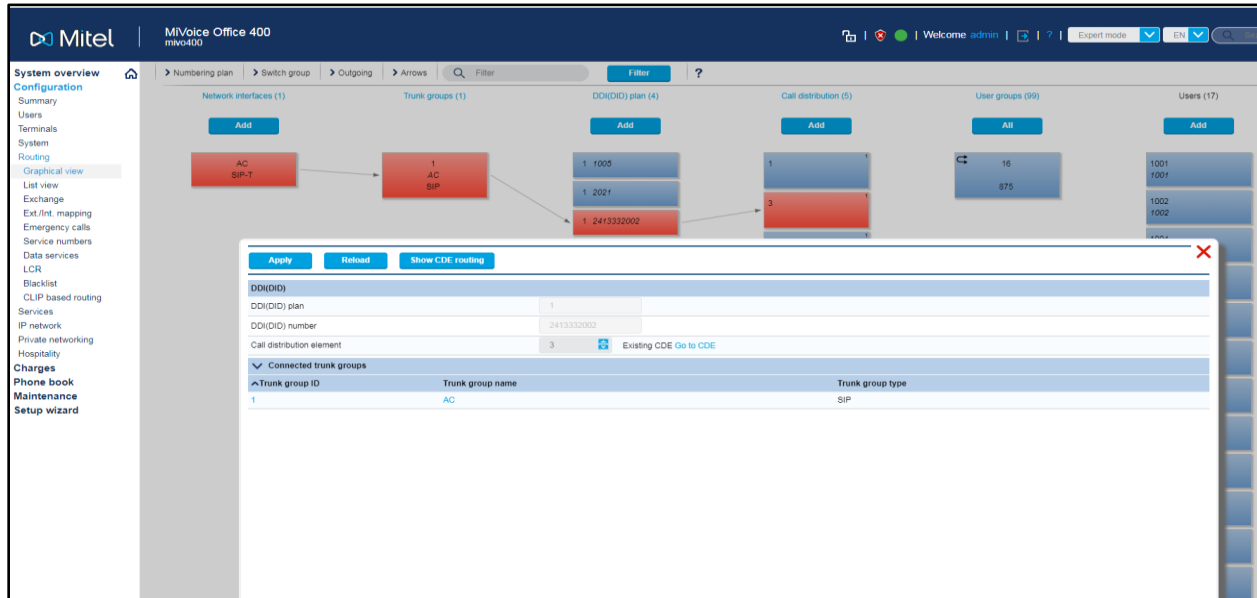 Mitel
MiVoice Office 400
mivo400
Welcome admin | ? | Expert mode EN
System overview
Configuration
Summary
Users
Terminals
System
Routing
Graphical view
List view
Exchange
Ext./Int. mapping
Emergency calls
Service numbers
Data services
LCR
Blacklist
CLIP based routing
Services
IP network
Private networking
Hospitality
Charges
Phone book
Maintenance
Setup wizard
Numbering plan Switch group Outgoing Arrows Filter Filter ?
Network interfaces (1) Trunk groups (1) DDI(DID) plan (4) Call distribution (5) User groups (99) Users (17)
Add Add Add All Add
AC
SIP-T
1
AC
SIP
1 1005
1 2021
1 2413332002
1 1
3 1
1
16
875
1001
1001
1002
1002
Apply Reload Show CDE routing
DDI(DID)
DDI(DID) plan 1
DDI(DID) number 2413332002
Call distribution element 3 Existing CDE Go to CDE
Connected trunk groups
Trunk group ID Trunk group name Trunk group type
1 AC SIP